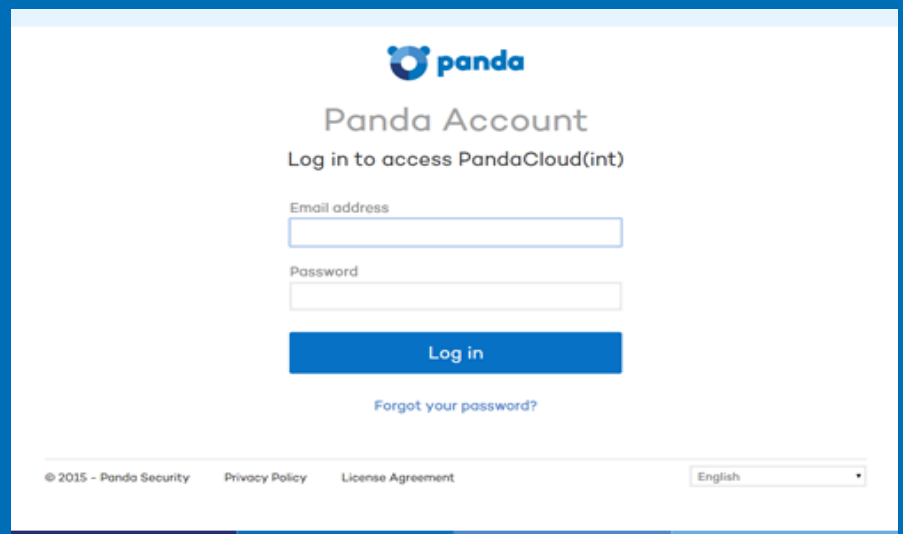 panda
Panda Account
Log in to access PandaCloud(int)
Email address
Password
Log in
Forgot your password?
© 2015 - Panda Security Privacy Policy License Agreement English